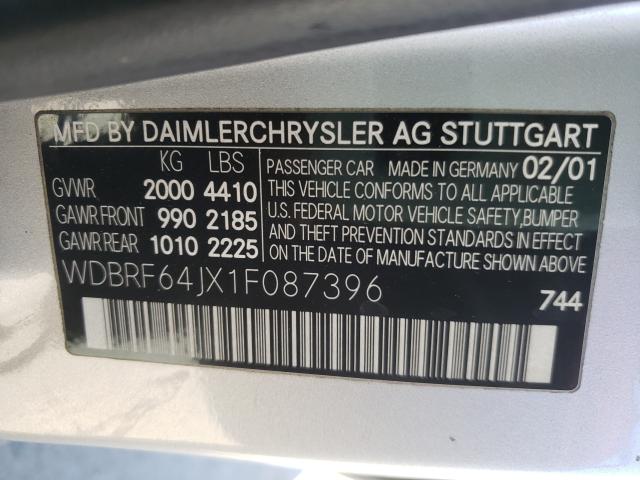 MFD BY DAIMLERCHRYSLER AG STUTTGART
KG LBS
GVWR 2000 4410
GAWR FRONT 990 2185
GAWR REAR 1010 2225
PASSENGER CAR MADE IN GERMANY 02/01
THIS VEHICLE CONFORMS TO ALL APPLICABLE
U.S. FEDERAL MOTOR VEHICLE SAFETY, BUMPER
AND THEFT PREVENTION STANDARDS IN EFFECT
ON THE DATE OF MANUFACTURE SHOWN ABOVE.
WDBRF64JX1F087396
744